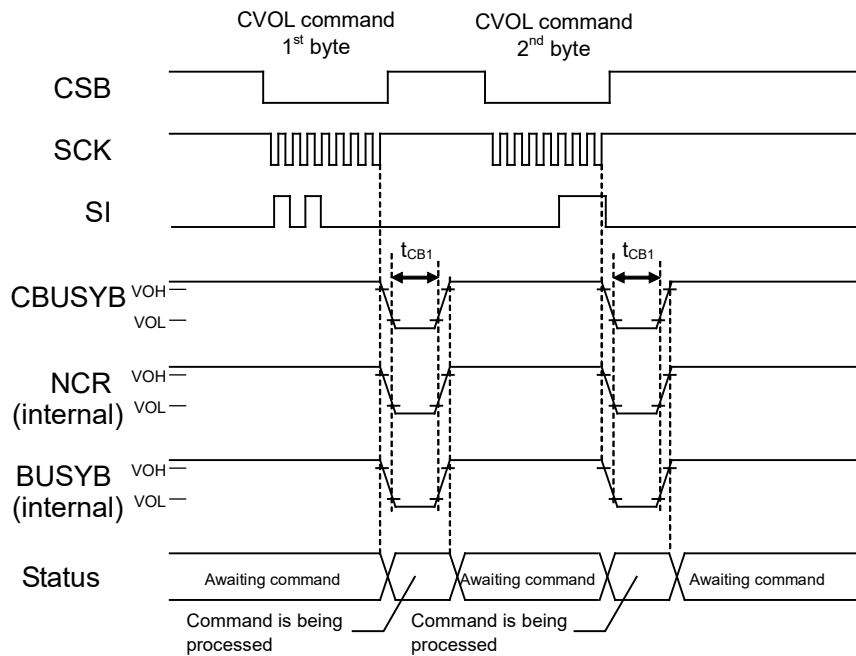 CVOL command
1st byte
CVOL command
2nd byte
CSB
SCK
SI
tCB1
tCB1
CBUSYB
VOH
VOL
NCR
(internal)
VOH
VOL
BUSYB
(internal)
VOH
VOL
Status
Awaiting command
Awaiting command
Awaiting command
Command is being
processed
Command is being
processed